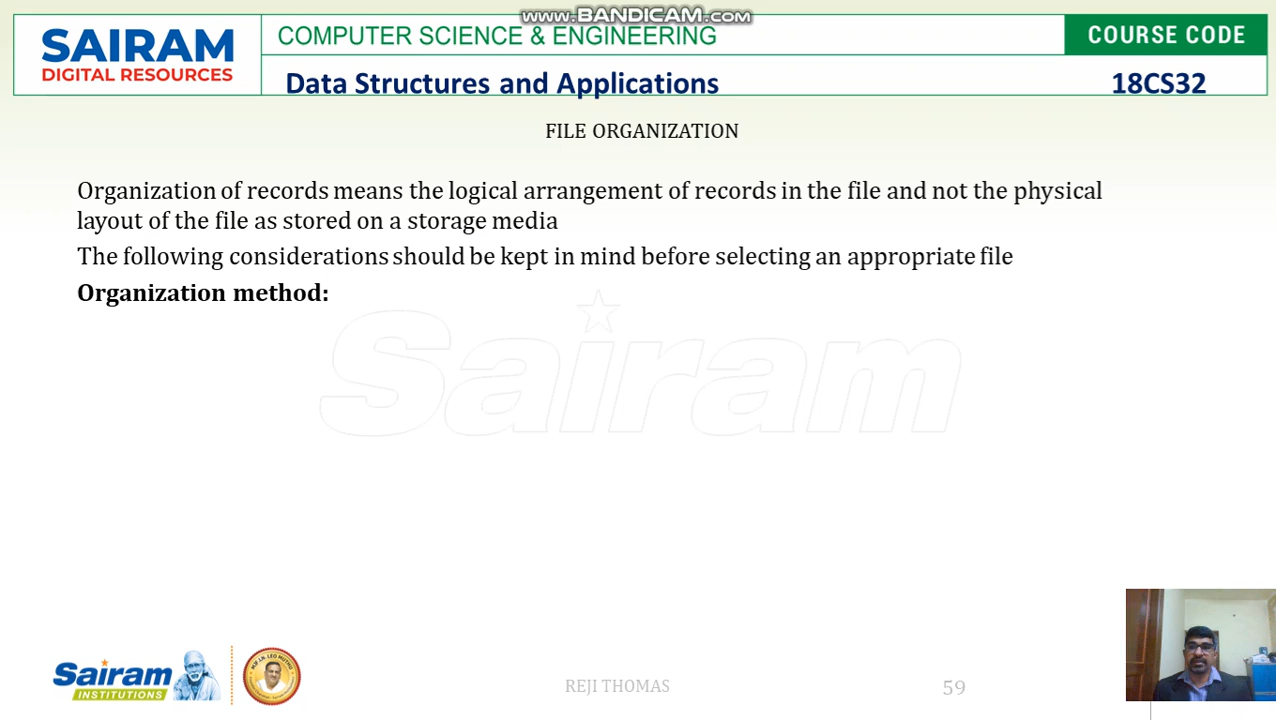 www.BANDICAM.com
SAIRAM
DIGITAL RESOURCES
COMPUTER SCIENCE & ENGINEERING
COURSE CODE
Data Structures and Applications
18CS32
FILE ORGANIZATION
Organization of records means the logical arrangement of records in the file and not the physical
layout of the file as stored on a storage media
The following considerations should be kept in mind before selecting an appropriate file
Organization method:
Sairam
Sairam
INSTITUTIONS
REJI THOMAS
59